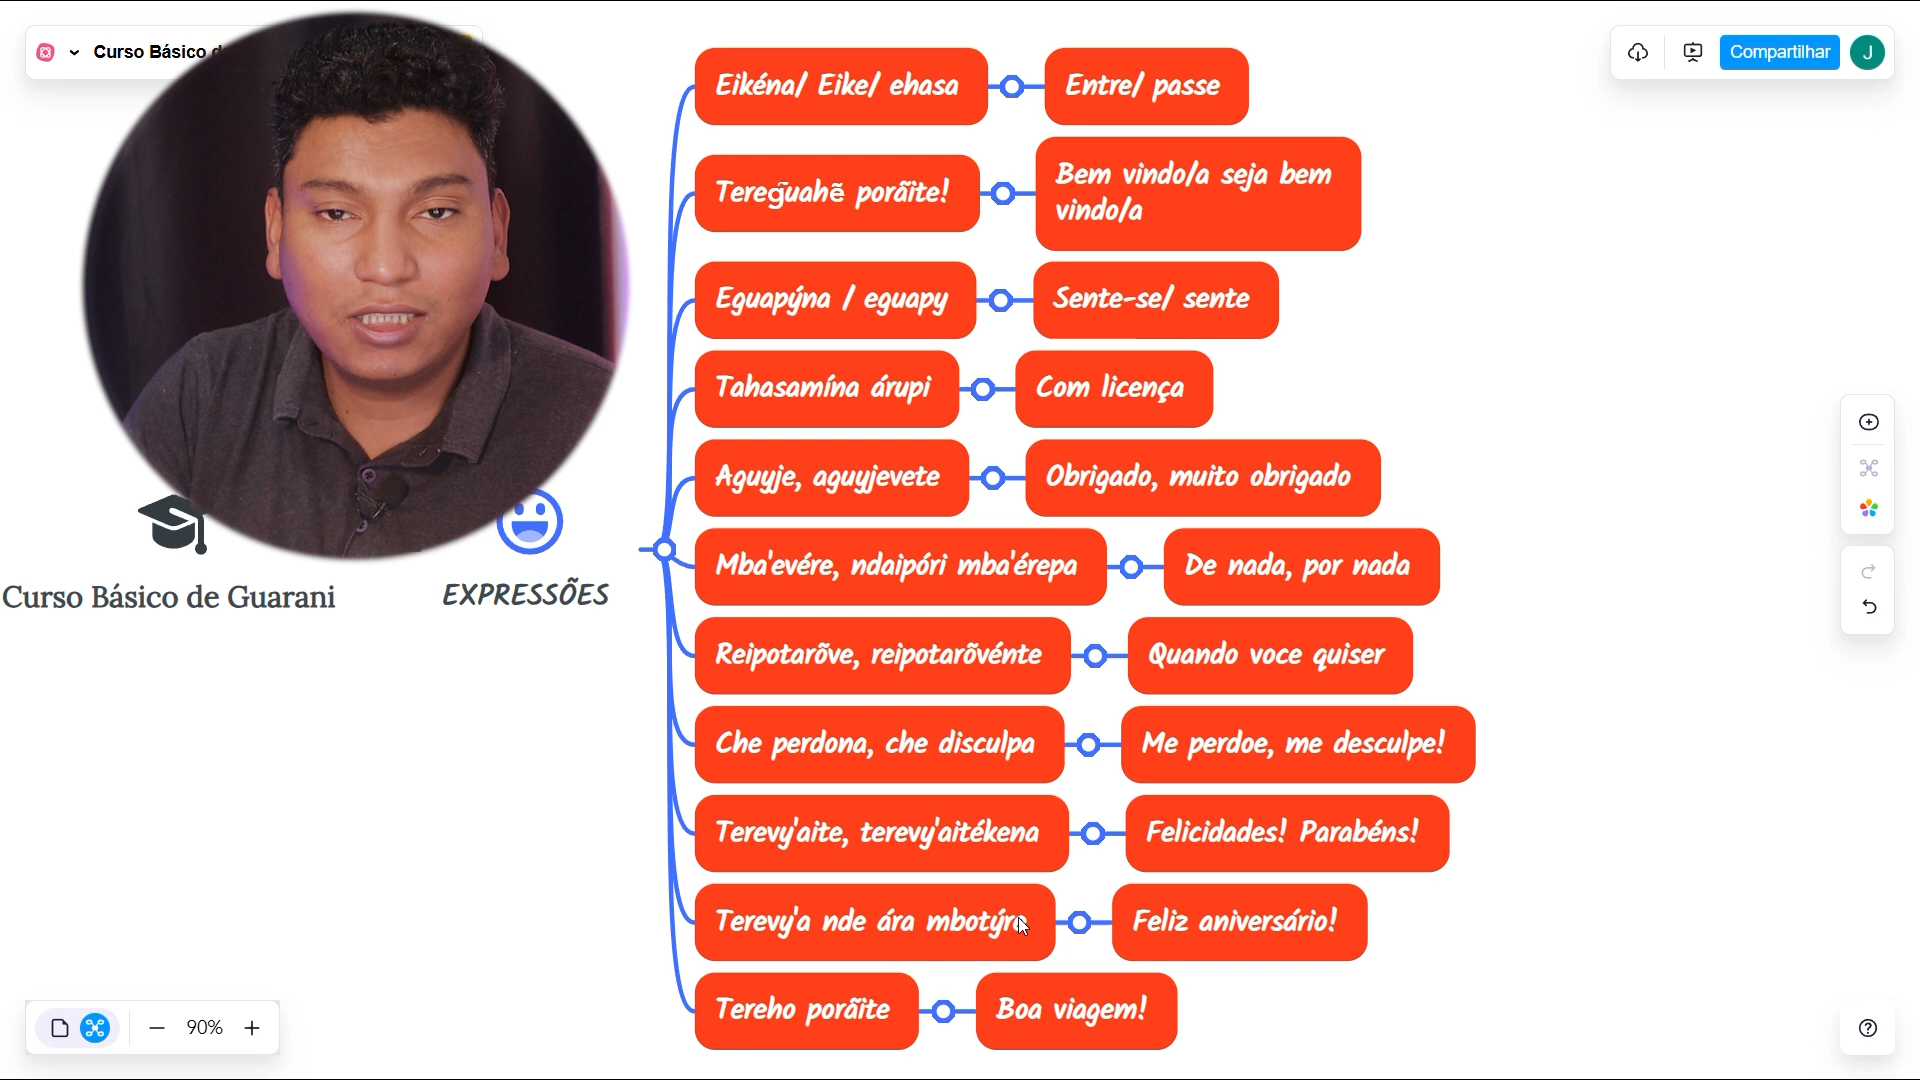 Curso Básico d
Compartilhar
J
Eikéna/ Eike/ ehasa
Entre/ passe
Tereg̃uahẽ porãite!
Bem vindo/a seja bem
vindo/a
Eguapýna / eguapy
Sente-se/ sente
Tahasamína árupi
Com licença
Aguyje, aguyjevete
Obrigado, muito obrigado
Mba'evére, ndaipóri mba'érepa
De nada, por nada
Reipotarõve, reipotarõvénte
Quando voce quiser
Che perdona, che disculpa
Me perdoe, me desculpe!
Terevy'aite, terevy'aitékena
Felicidades! Parabéns!
Terevy'a nde ára mbotýre
Feliz aniversário!
Tereho porãite
Boa viagem!
Curso Básico de Guarani
EXPRESSÕES
90%